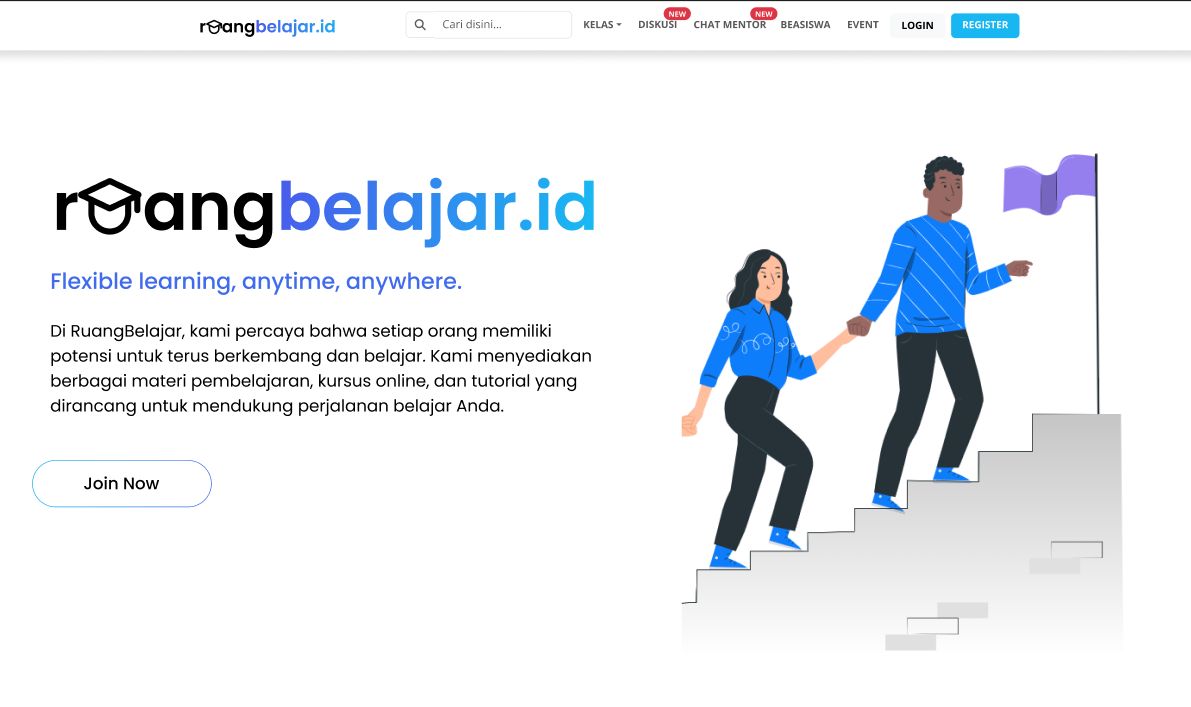 ruangbelajar.id
Cari disini...
KELAS
DISKUSI
NEW
CHAT MENTOR
NEW
BEASISWA
EVENT
LOGIN
REGISTER
ruangbelajar.id
Flexible learning, anytime, anywhere.
Di RuangBelajar, kami percaya bahwa setiap orang memiliki
potensi untuk terus berkembang dan belajar. Kami menyediakan
berbagai materi pembelajaran, kursus online, dan tutorial yang
dirancang untuk mendukung perjalanan belajar Anda.
Join Now